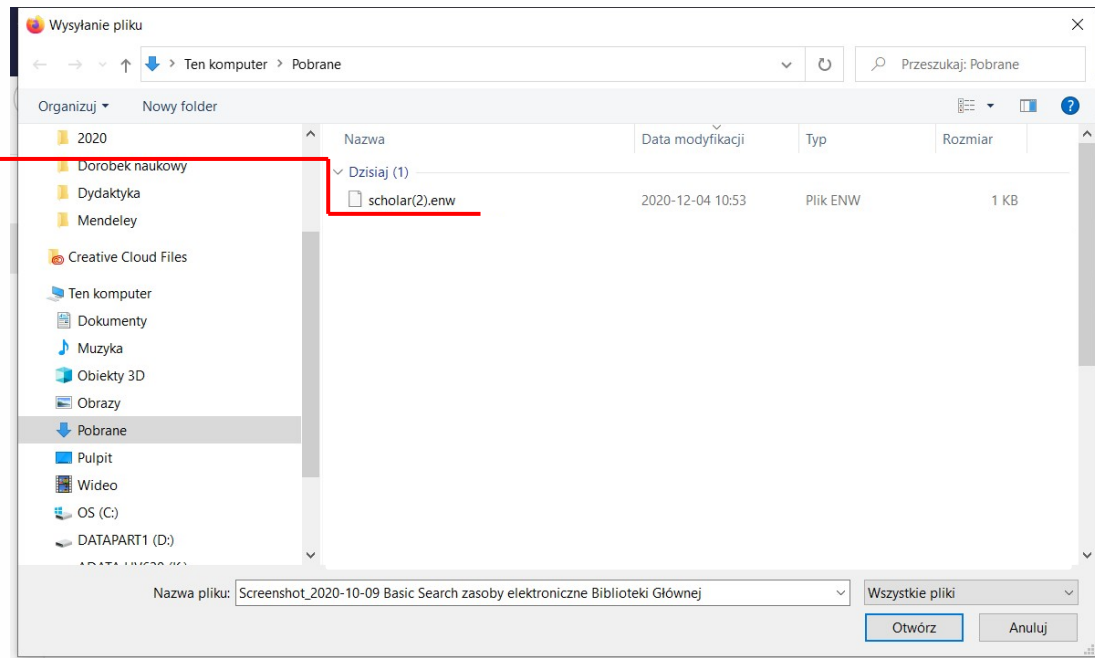 Wysyłanie pliku
Ten komputer > Pobrane
Przeszukaj: Pobrane
Organizuj
Nowy folder
2020
Dorobek naukowy
Dydaktyka
Mendeley
Creative Cloud Files
Ten komputer
Dokumenty
Muzyka
Obiekty 3D
Obrazy
Pobrane
Pulpit
Wideo
OS (C:)
DATAPART1 (D:)
Nazwa Data modyfikacji Typ Rozmiar
Dzisiaj (1)
scholar(2).enw 2020-12-04 10:53 Plik ENW 1 KB
Nazwa pliku: Screenshot_2020-10-09 Basic Search zasoby elektroniczne Biblioteki Głównej
Wszystkie pliki
Otwórz Anuluj